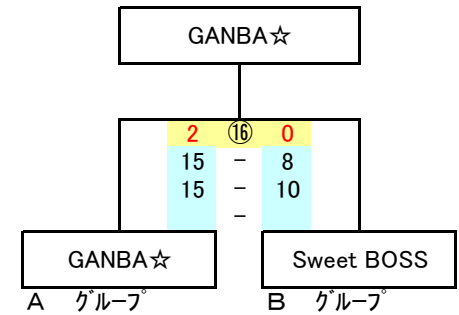 GANBA☆
2 ⑯ 0
15 － 8
15 － 10
－
GANBA☆ Sweet BOSS
A ｸﾞﾙｰﾌﾟ B ｸﾞﾙｰﾌﾟ